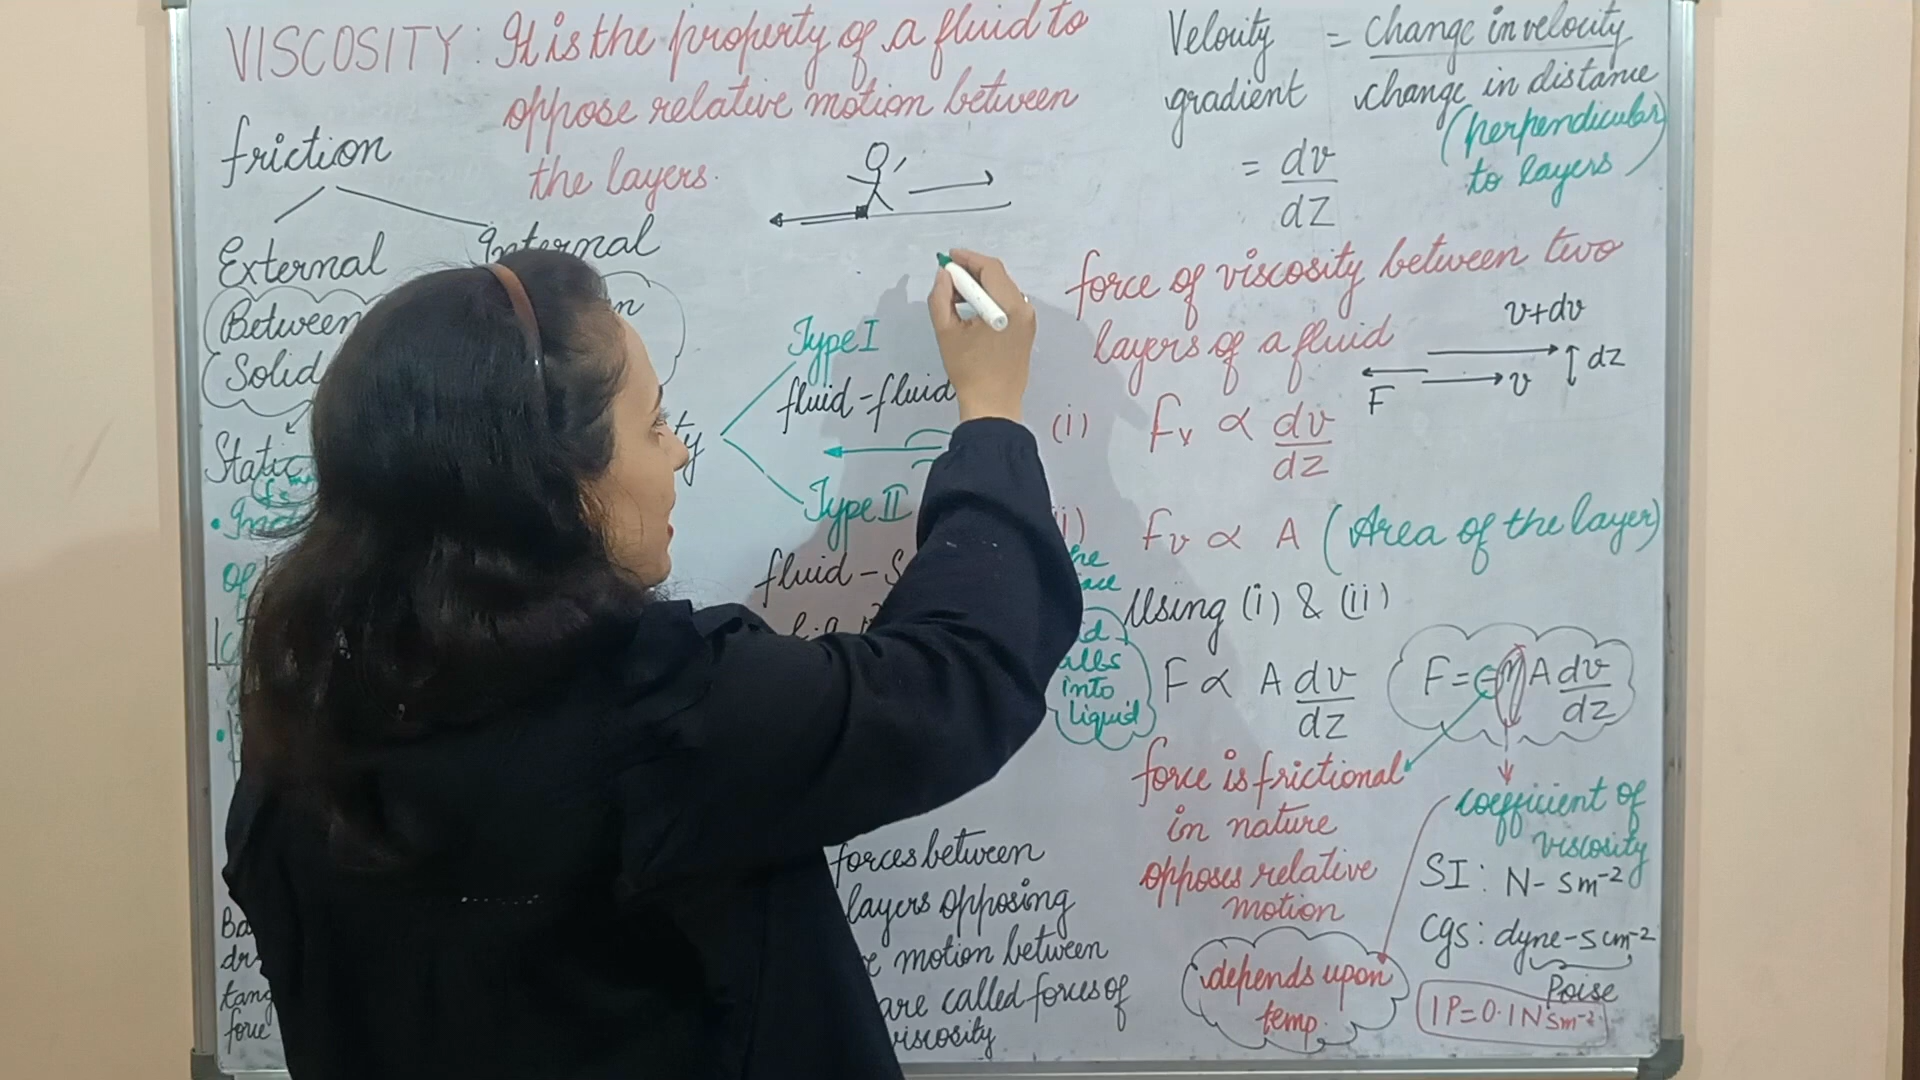 VISCOSITY: It is the property of a fluid to
oppose relative motion between
the layers.
friction
External
Internal
Between
Solid
Static
Type I
fluid-fluid
Type II
fluid-
forces between
layers opposing
motion between
are called forces of
viscosity
force
Velocity gradient = change in velocity
change in distance
(perpendicular
to layers)
= dv
dz
force of viscosity between two
layers of a fluid
v+dv
dz
v
F
(i) Fv ∝ dv
dz
Fv ∝ A (Area of the layer)
Using (i) & (ii)
into
liquid
F ∝ A dv
dz
F=-ηA dv
dz
force is frictional
in nature
opposes relative
motion
depends upon
temp.
coefficient of
viscosity
SI: N-sm⁻²
Cgs: dyne-scm⁻²
Poise
1P=0.1Nsm⁻²